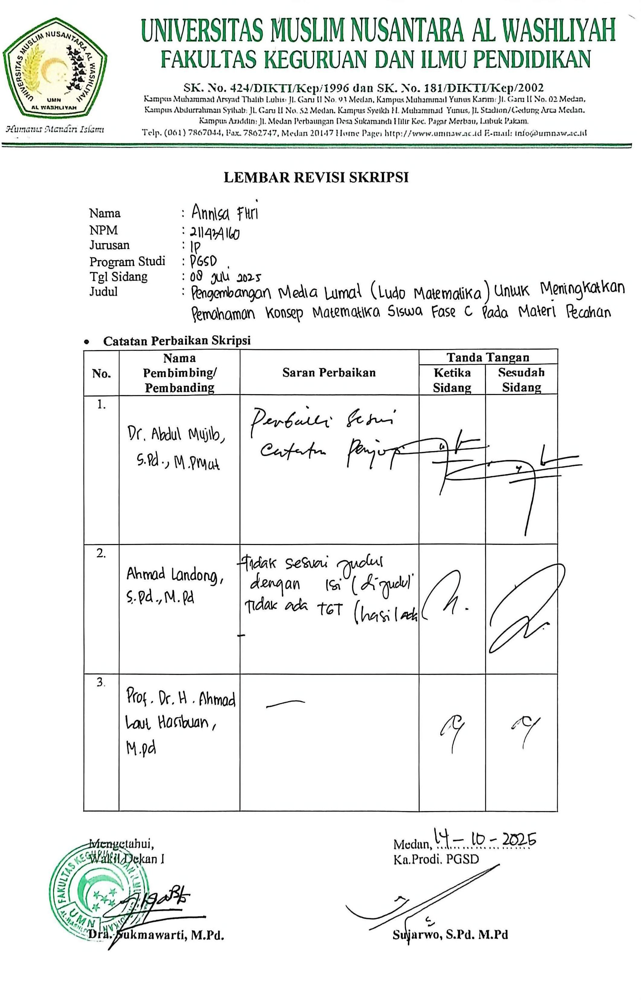 UNIVERSITAS MUSLIM NUSANTARA AL WASHLIYAH
UMN
AL WASHLIYAH
Humanis Mandiri Islami
UNIVERSITAS MUSLIM NUSANTARA AL WASHLIYAH
FAKULTAS KEGURUAN DAN ILMU PENDIDIKAN
SK. No. 424/DIKTI/Kep/1996 dan SK. No. 181/DIKTI/Kep/2002
Kampus Muhammad Arsyad Thalib Lubis: Jl. Garu II No. 93 Medan, Kampus Muhammad Yunus Karim: Jl. Garu II No. 02 Medan,
Kampus Abdurrahman Syihab: Jl. Garu II No. 52 Medan. Kampus Syeikh H. Muhammad Yunus, Jl. Stadion/Gedung Arca Medan.
Kampus Aziddin: Jl. Medan Perbaungan Desa Sukamandi Hilir Kec. Pagar Merbau, Lubuk Pakam.
Telp. (061) 7867044, Fax. 7862747, Medan 20147 Home Page: http://www.umnaw.ac.id E-mail: info@umnaw.ac.id
LEMBAR REVISI SKRIPSI
Nama : Annisa Fitri
NPM : 211434160
Jurusan : IP
Program Studi : PGSD
Tgl Sidang : 08 Juli 2025
Judul : Pengembangan Media Lumat (Ludo Matematika) Untuk Meningkatkan
Pemahaman Konsep Matematika Siswa Fase C Pada Materi Pecahan
• Catatan Perbaikan Skripsi
No. Nama Pembimbing/ Pembanding Saran Perbaikan Tanda Tangan
Ketika Sidang Sesudah Sidang
1.
Dr. Abdul Mujib,
S.Pd., M.PMat
Perbaiki Sesuai
Catatan Penguji
2.
Ahmad Landong,
S.Pd., M.Pd
-Tidak sesuai judul
dengan isi (di judul
tidak ada TGT (hasil ada
-
3.
Prof. Dr. H. Ahmad
Laut Hasibuan,
M.Pd
—
Mengetahui,
Wakil Dekan I
Dra. Sukmawarti, M.Pd.
Medan, 14-10-2025
Ka.Prodi. PGSD
Sujarwo, S.Pd. M.Pd